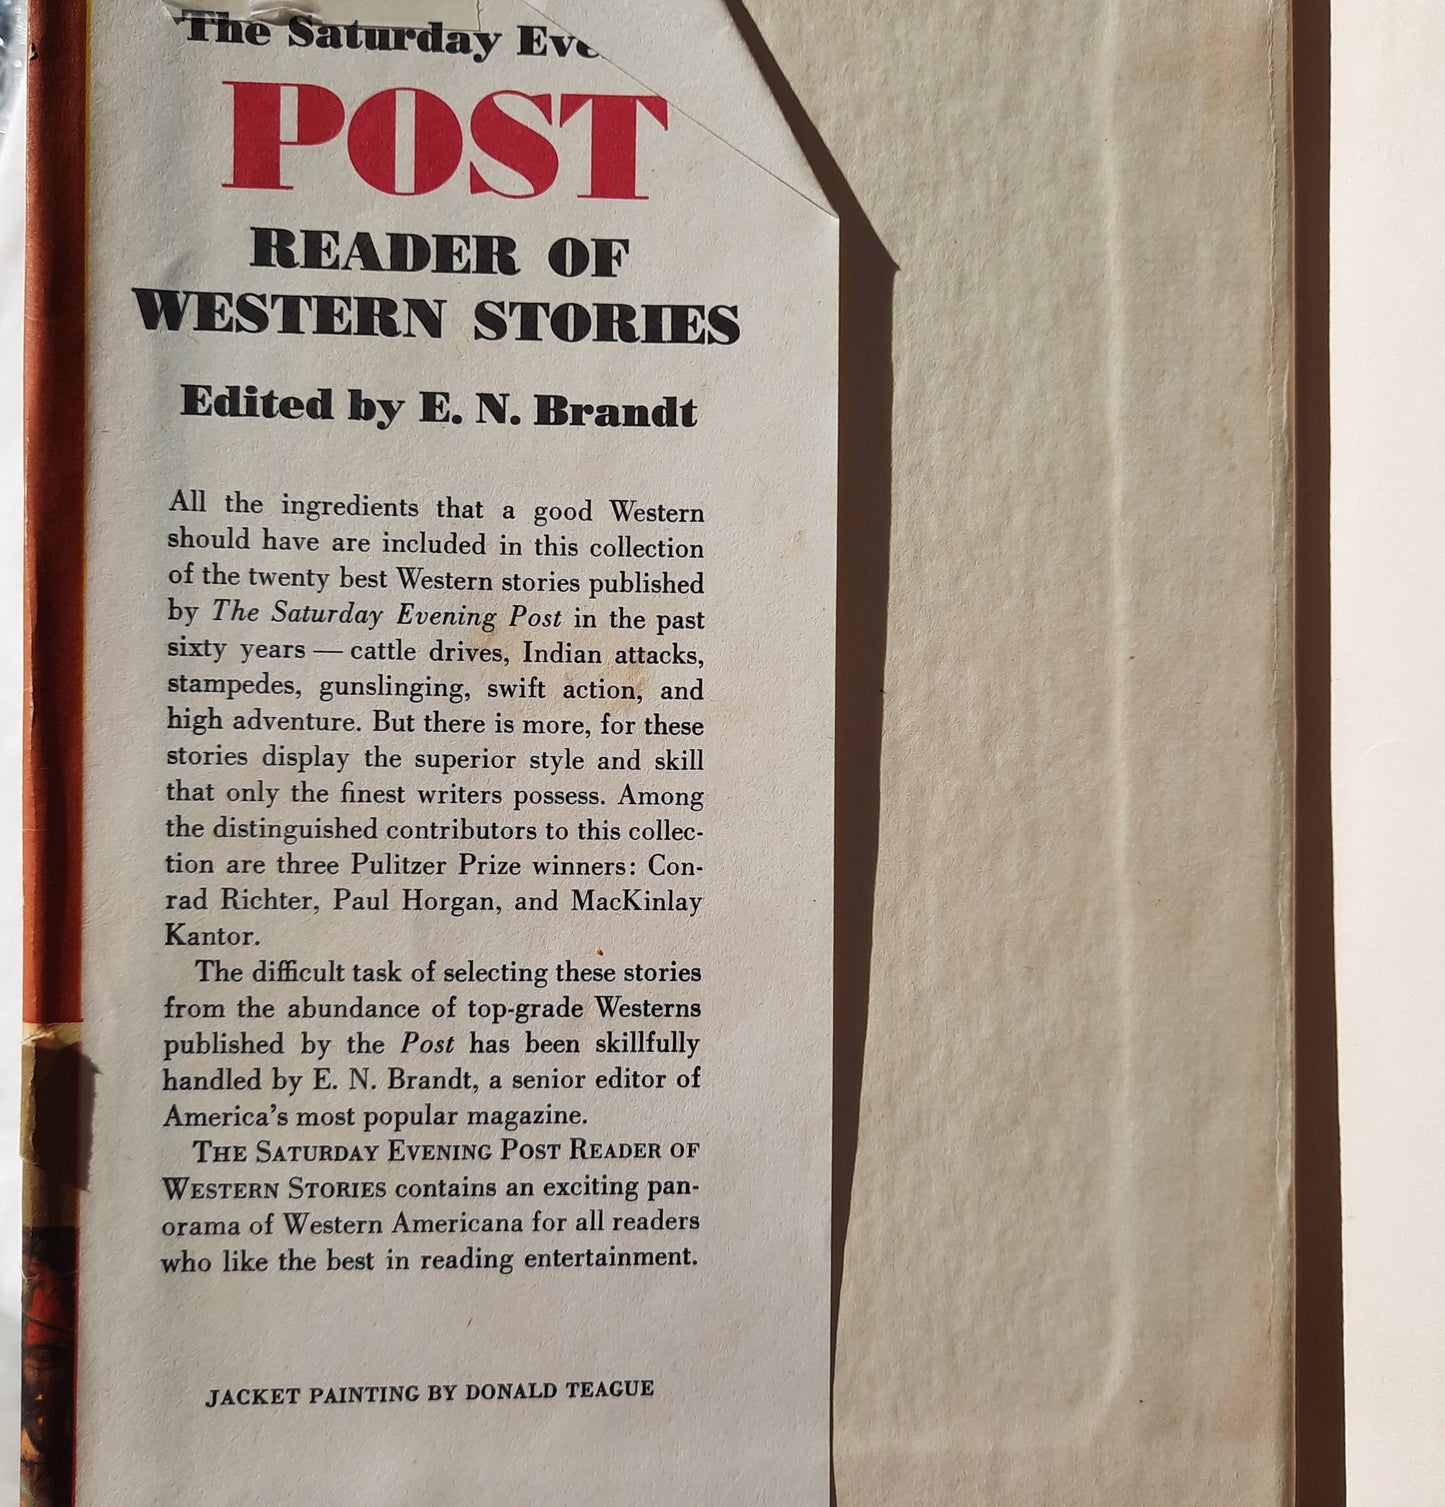 The Saturday Eve
POST
READER OF
WESTERN STORIES
Edited by E. N. Brandt
All the ingredients that a good Western
should have are included in this collection
of the twenty best Western stories published
by The Saturday Evening Post in the past
sixty years — cattle drives, Indian attacks,
stampedes, gunslinging, swift action, and
high adventure. But there is more, for these
stories display the superior style and skill
that only the finest writers possess. Among
the distinguished contributors to this collec-
tion are three Pulitzer Prize winners: Con-
rad Richter, Paul Horgan, and MacKinlay
Kantor.
The difficult task of selecting these stories
from the abundance of top-grade Westerns
published by the Post has been skillfully
handled by E. N. Brandt, a senior editor of
America's most popular magazine.
THE SATURDAY EVENING POST READER OF
WESTERN STORIES contains an exciting pan-
orama of Western Americana for all readers
who like the best in reading entertainment.
JACKET PAINTING BY DONALD TEAGUE